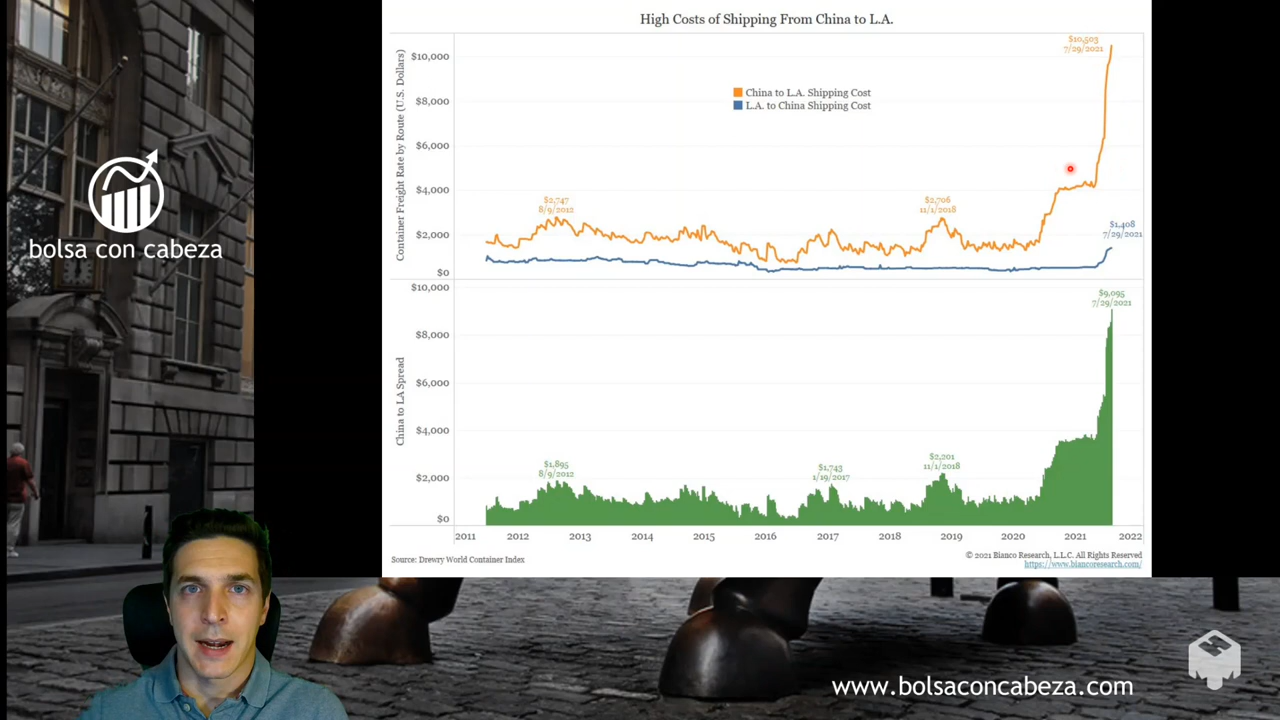 High Costs of Shipping From China to L.A.
Container Freight Rate by Route (U.S. Dollars)
$10,000
$8,000
$6,000
$4,000
$2,000
$0
China to L.A. Shipping Cost
L.A. to China Shipping Cost
$2,747
8/9/2012
$2,706
11/1/2018
$10,503
7/29/2021
$1,408
7/29/2021
China to LA Spread
$10,000
$8,000
$6,000
$4,000
$2,000
$0
$1,895
8/9/2012
$1,743
1/19/2017
$2,201
11/1/2018
$9,095
7/29/2021
2011 2012 2013 2014 2015 2016 2017 2018 2019 2020 2021 2022
Source: Drewry World Container Index
© 2021 Bianco Research, L.L.C. All Rights Reserved
https://www.biancoresearch.com/
bolsa con cabeza
www.bolsaconcabeza.com